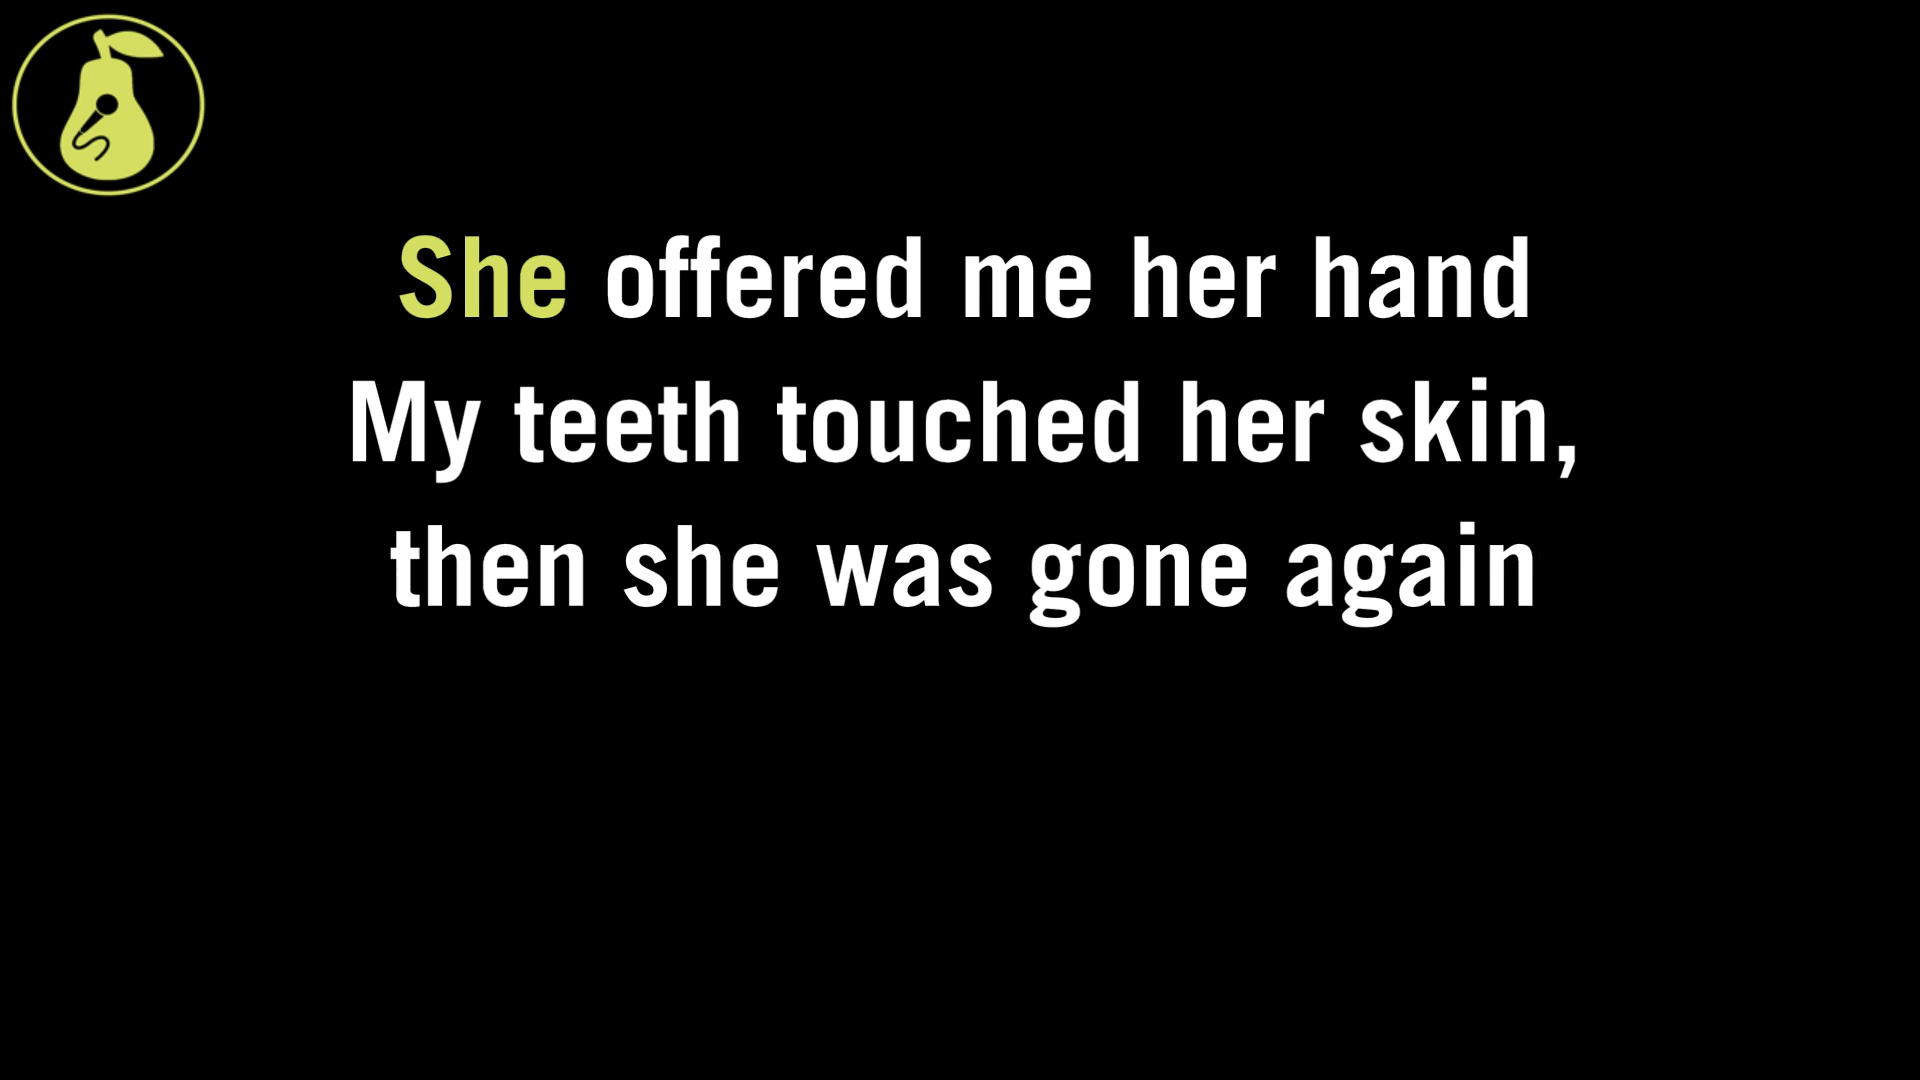 She offered me her hand
My teeth touched her skin,
then she was gone again